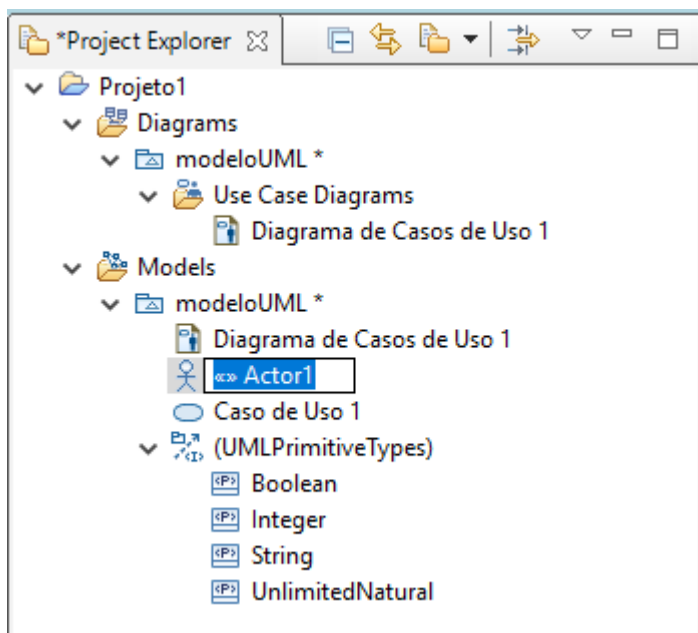 *Project Explorer
Projeto1
Diagrams
modeloUML *
Use Case Diagrams
Diagrama de Casos de Uso 1
Models
modeloUML *
Diagrama de Casos de Uso 1
«» Actor1
Caso de Uso 1
(UMLPrimitiveTypes)
<P> Boolean
<P> Integer
<P> String
<P> UnlimitedNatural